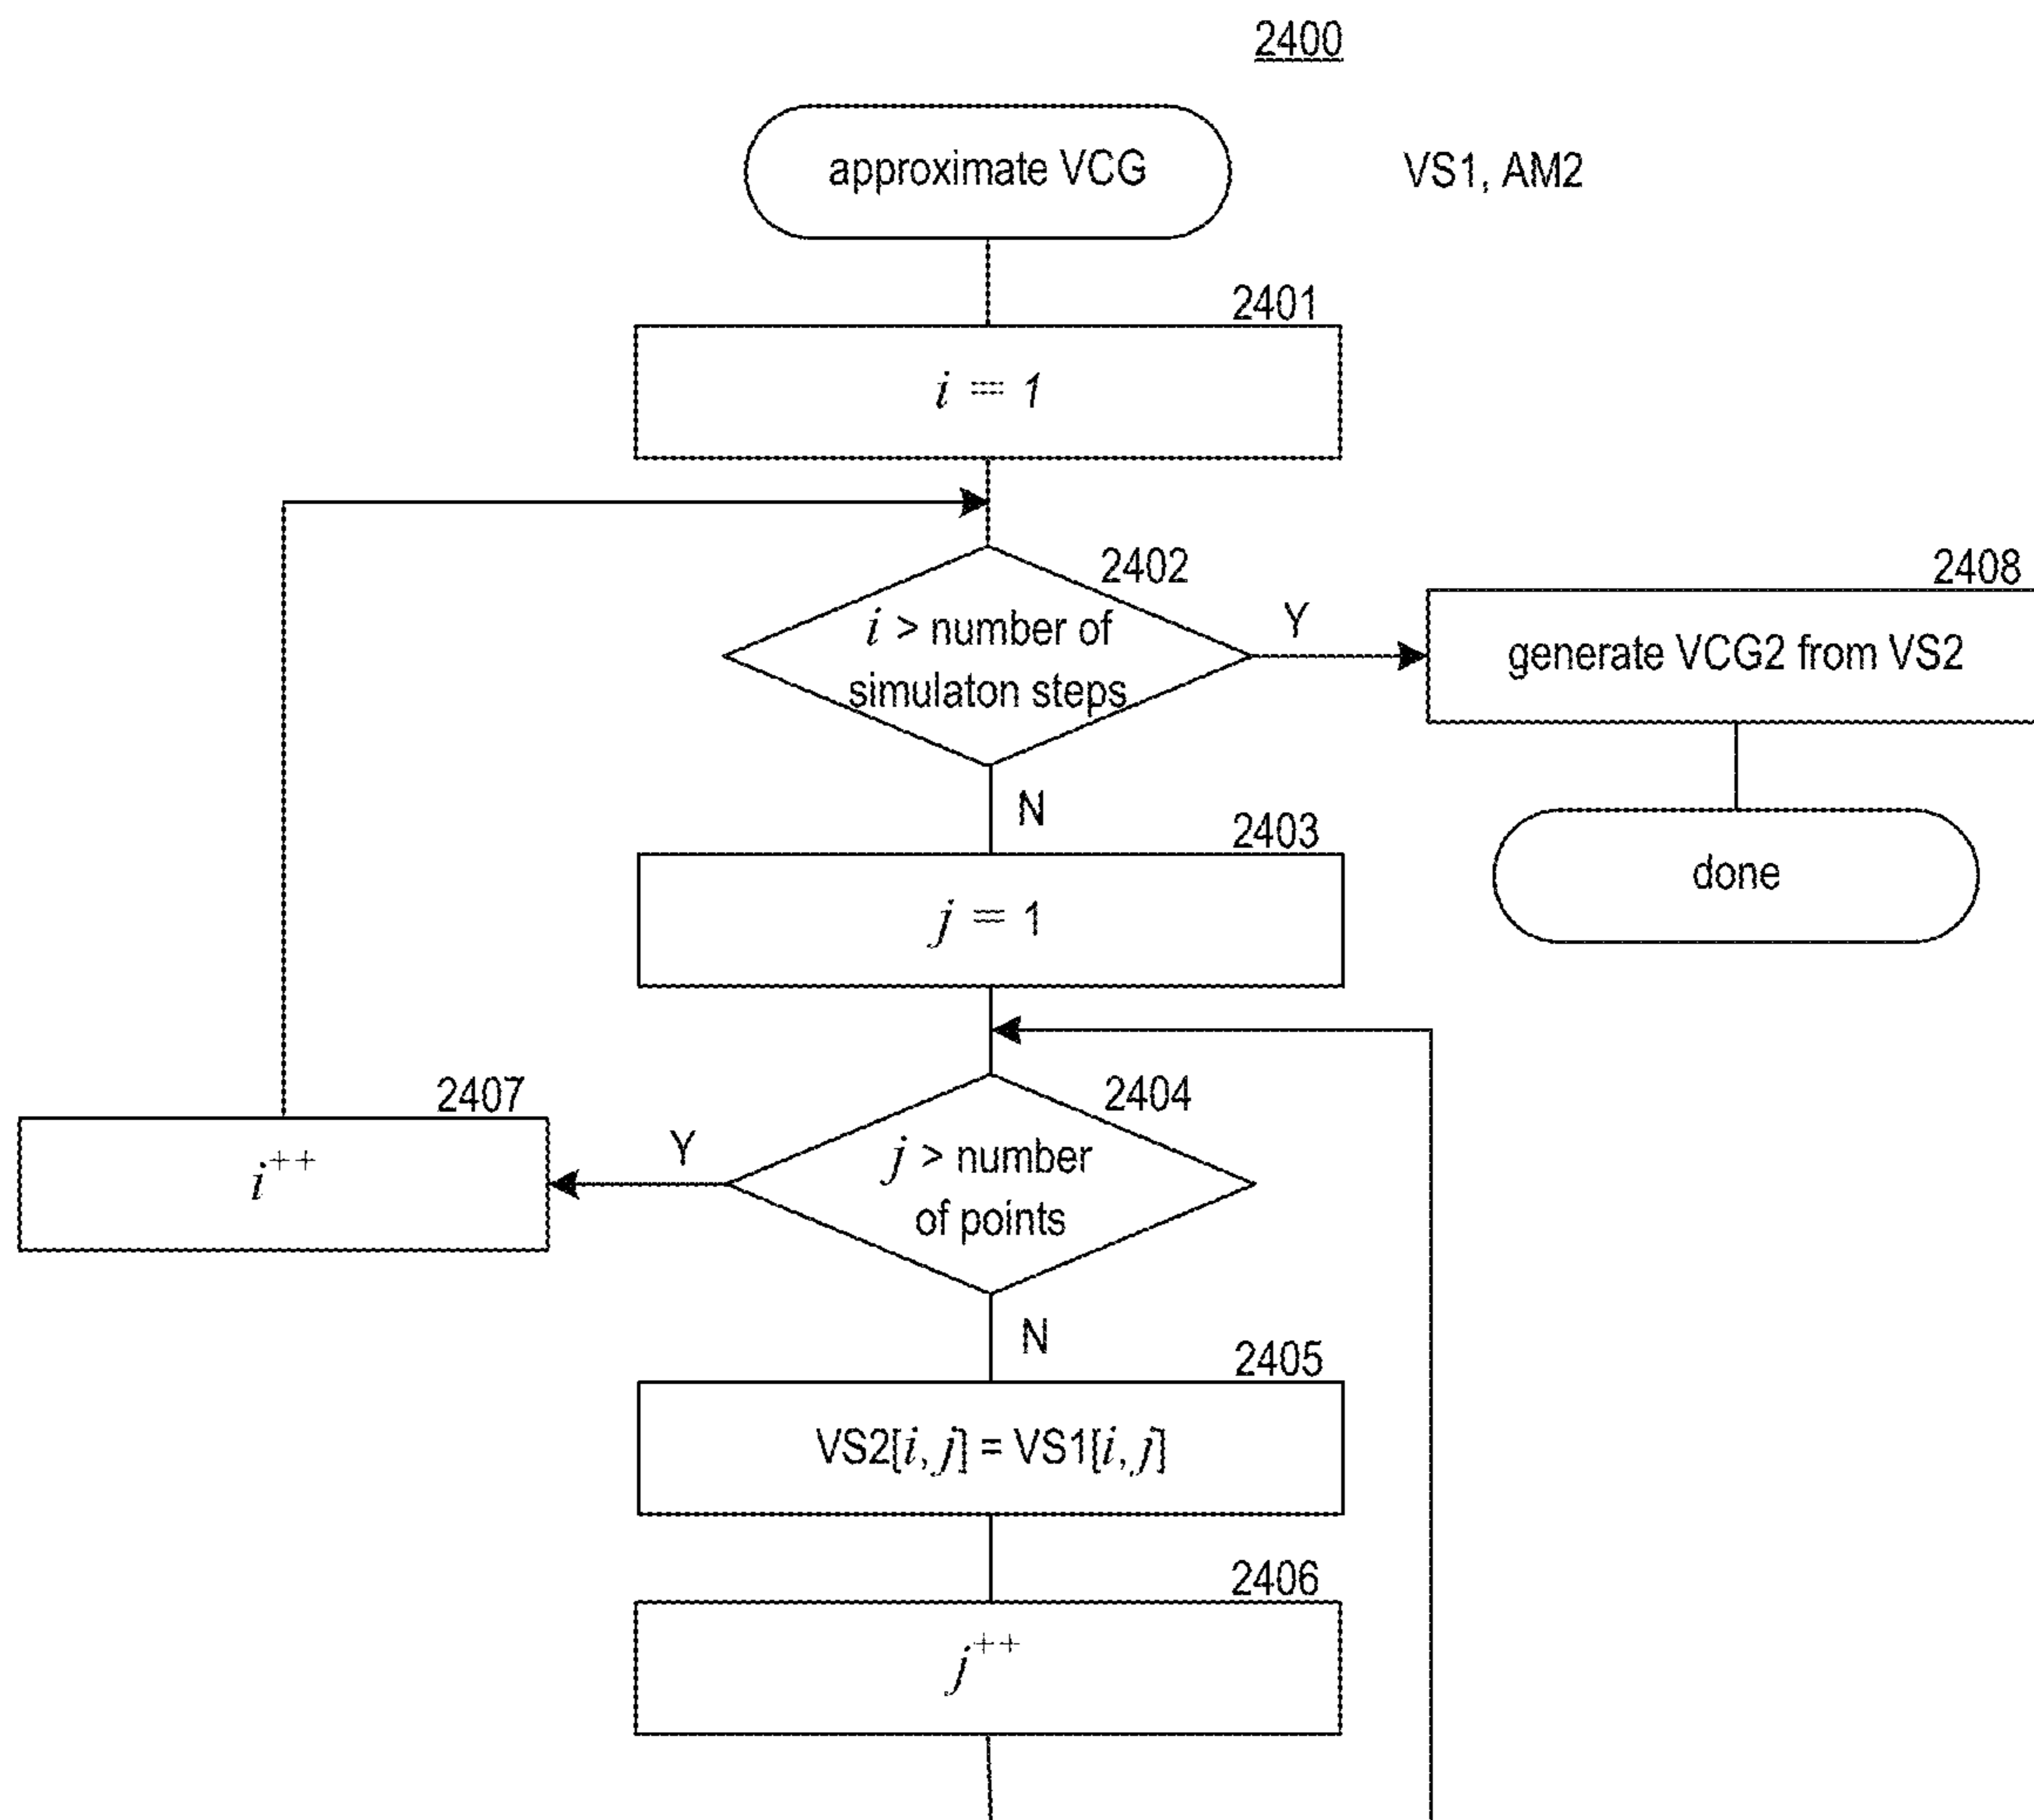 2400
approximate VCG
VS1, AM2
2401
i = 1
2402
i > number of
simulaton steps
Y
2408
generate VCG2 from VS2
N
2403
j = 1
done
2407
i++
Y
2404
j > number
of points
N
2405
VS2[i, j] = VS1[i, j]
2406
j++